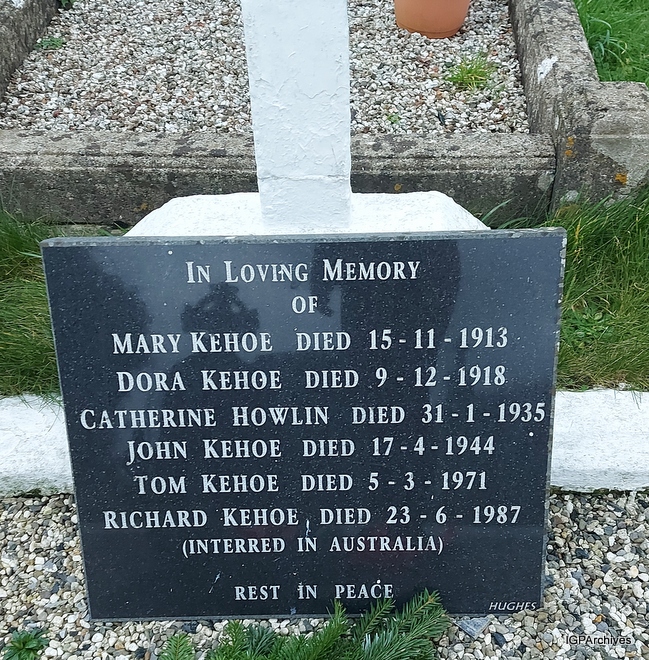 IN LOVING MEMORY
OF
MARY KEHOE DIED 15 - 11 - 1913
DORA KEHOE DIED 9 - 12 - 1918
CATHERINE HOWLIN DIED 31 - 1 - 1935
JOHN KEHOE DIED 17 - 4 - 1944
TOM KEHOE DIED 5 - 3 - 1971
RICHARD KEHOE DIED 23 - 6 - 1987
(INTERRED IN AUSTRALIA)
REST IN PEACE
HUGHES
IGPArchives